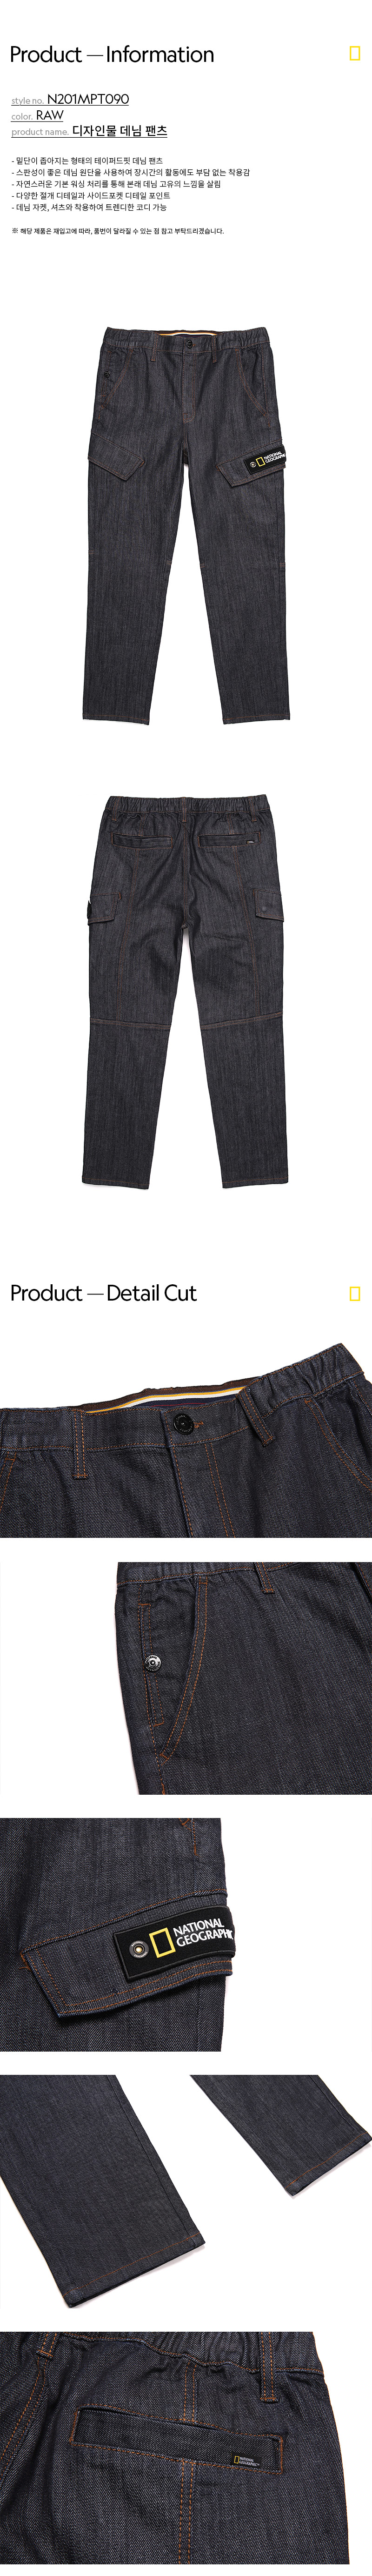 Product — Information
style no. N201MPT090
color. RAW
product name. 디자인물 데님 팬츠
- 밑단이 좁아지는 형태의 테이퍼드핏 데님 팬츠
- 스판성이 좋은 데님 원단을 사용하여 장시간의 활동에도 부담 없는 착용감
- 자연스러운 기본 워싱 처리를 통해 본래 데님 고유의 느낌을 살림
- 다양한 절개 디테일과 사이드포켓 디테일 포인트
- 데님 자켓, 셔츠와 착용하여 트렌디한 코디 가능
※ 해당 제품은 재입고에 따라, 품번이 달라질 수 있는 점 참고 부탁드리겠습니다.
NATIONAL
GEOGRAPHIC
Product — Detail Cut
NATIONAL
GEOGRAPHIC
NATIONAL
GEOGRAPHIC